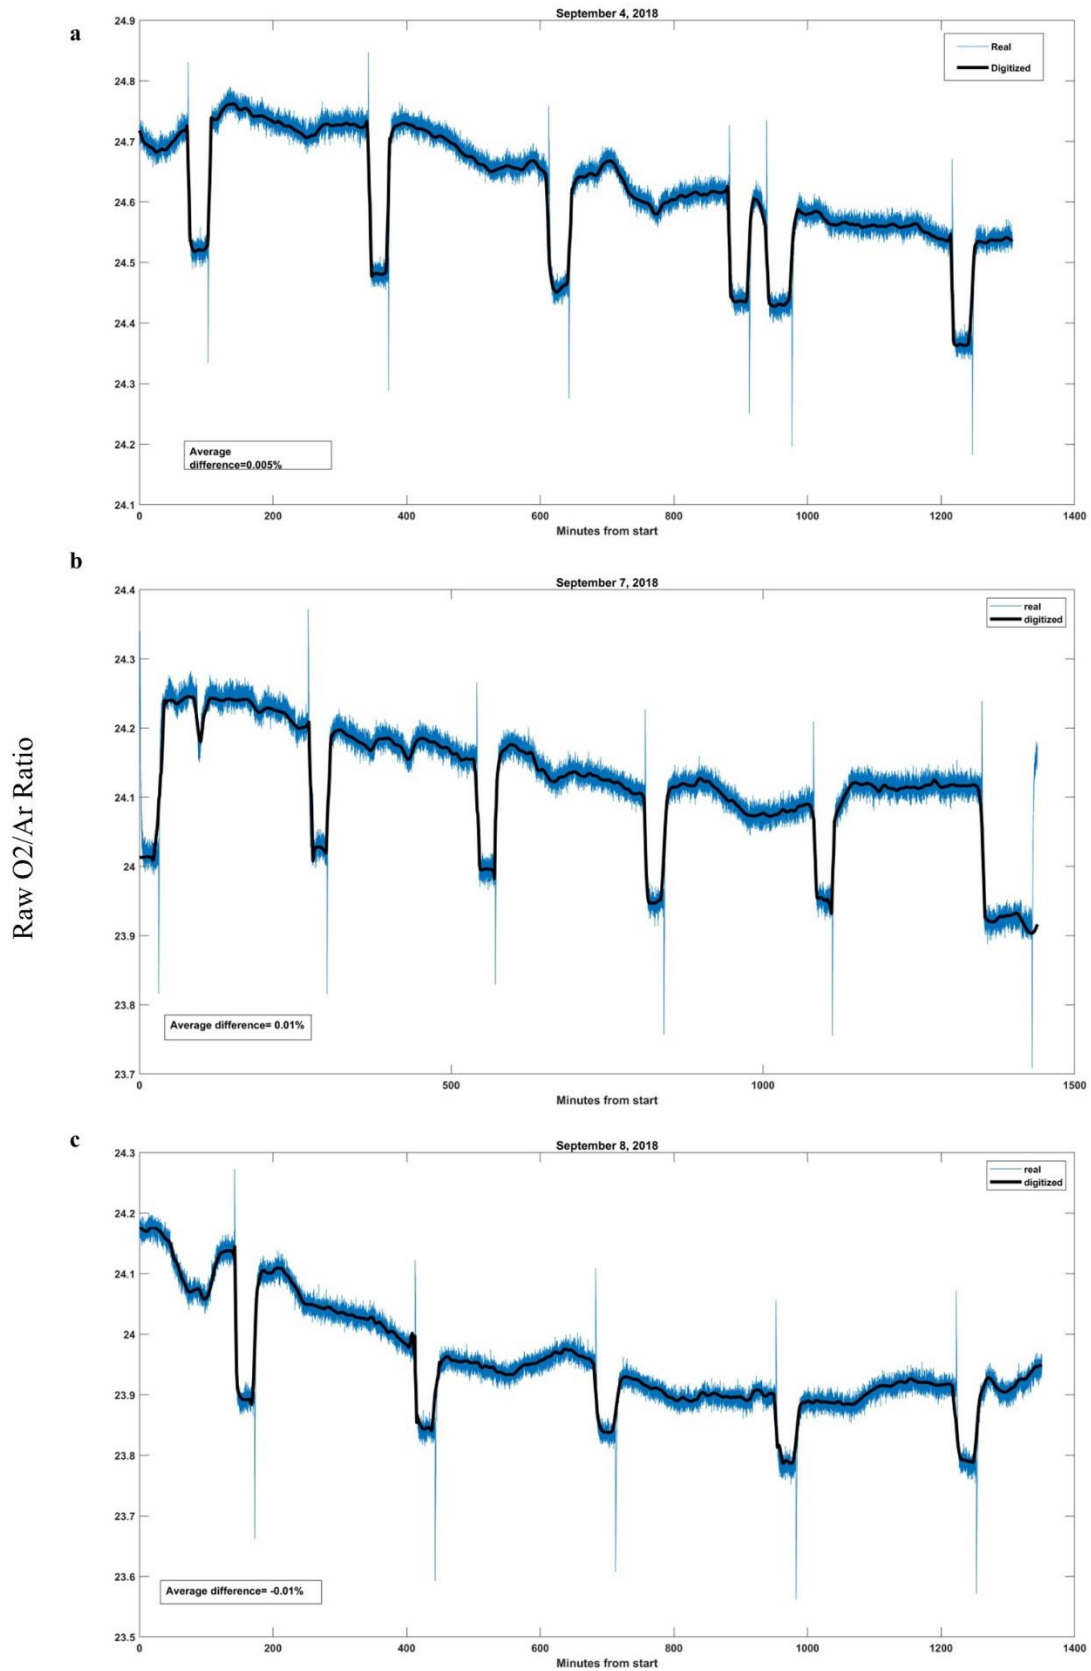 a
September 4, 2018
24.9
24.8
24.7
24.6
24.5
24.4
24.3
24.2
24.1
Real
Digitized
Average
difference=0.005%
0 200 400 600 800 1000 1200 1400
Minutes from start
Raw O2/Ar Ratio
b
September 7, 2018
24.4
24.3
24.2
24.1
24
23.9
23.8
23.7
real
digitized
Average difference= 0.01%
0 500 1000 1500
Minutes from start
c
September 8, 2018
24.3
24.2
24.1
24
23.9
23.8
23.7
23.6
23.5
real
digitized
Average difference= -0.01%
0 200 400 600 800 1000 1200 1400
Minutes from start